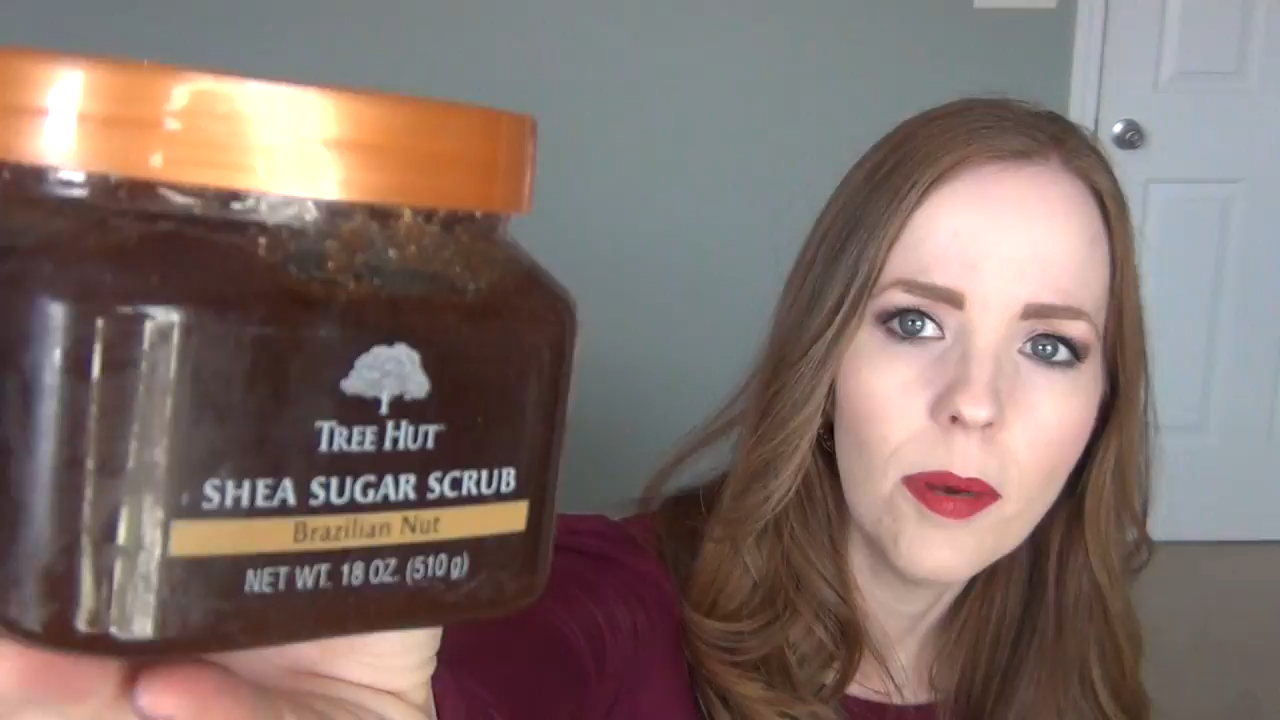 TREE HUT
SHEA SUGAR SCRUB
Brazilian Nut
NET WT. 18 OZ. (510 g)